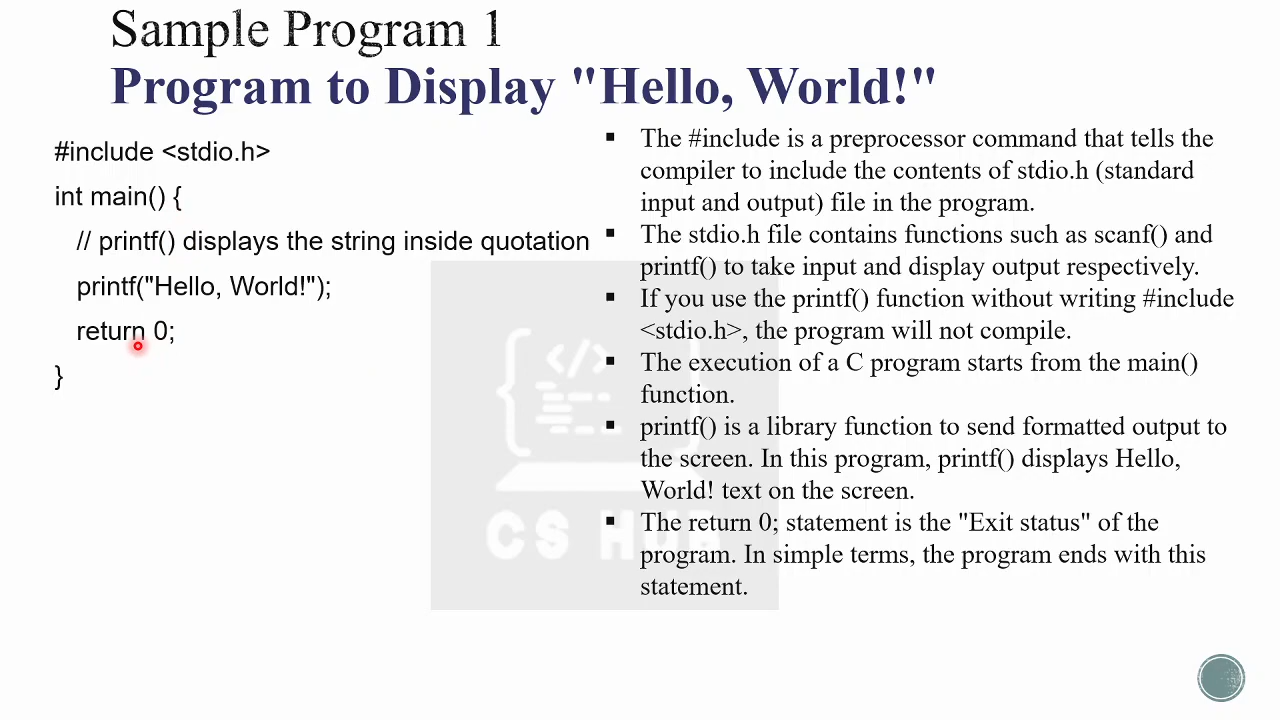 Sample Program 1
Program to Display "Hello, World!"
#include <stdio.h>
int main() {
// printf() displays the string inside quotation
printf("Hello, World!");
return 0;
}
▪ The #include is a preprocessor command that tells the
compiler to include the contents of stdio.h (standard
input and output) file in the program.
▪ The stdio.h file contains functions such as scanf() and
printf() to take input and display output respectively.
▪ If you use the printf() function without writing #include
<stdio.h>, the program will not compile.
▪ The execution of a C program starts from the main()
function.
▪ printf() is a library function to send formatted output to
the screen. In this program, printf() displays Hello,
World! text on the screen.
▪ The return 0; statement is the "Exit status" of the
program. In simple terms, the program ends with this
statement.
</>
CS HUB